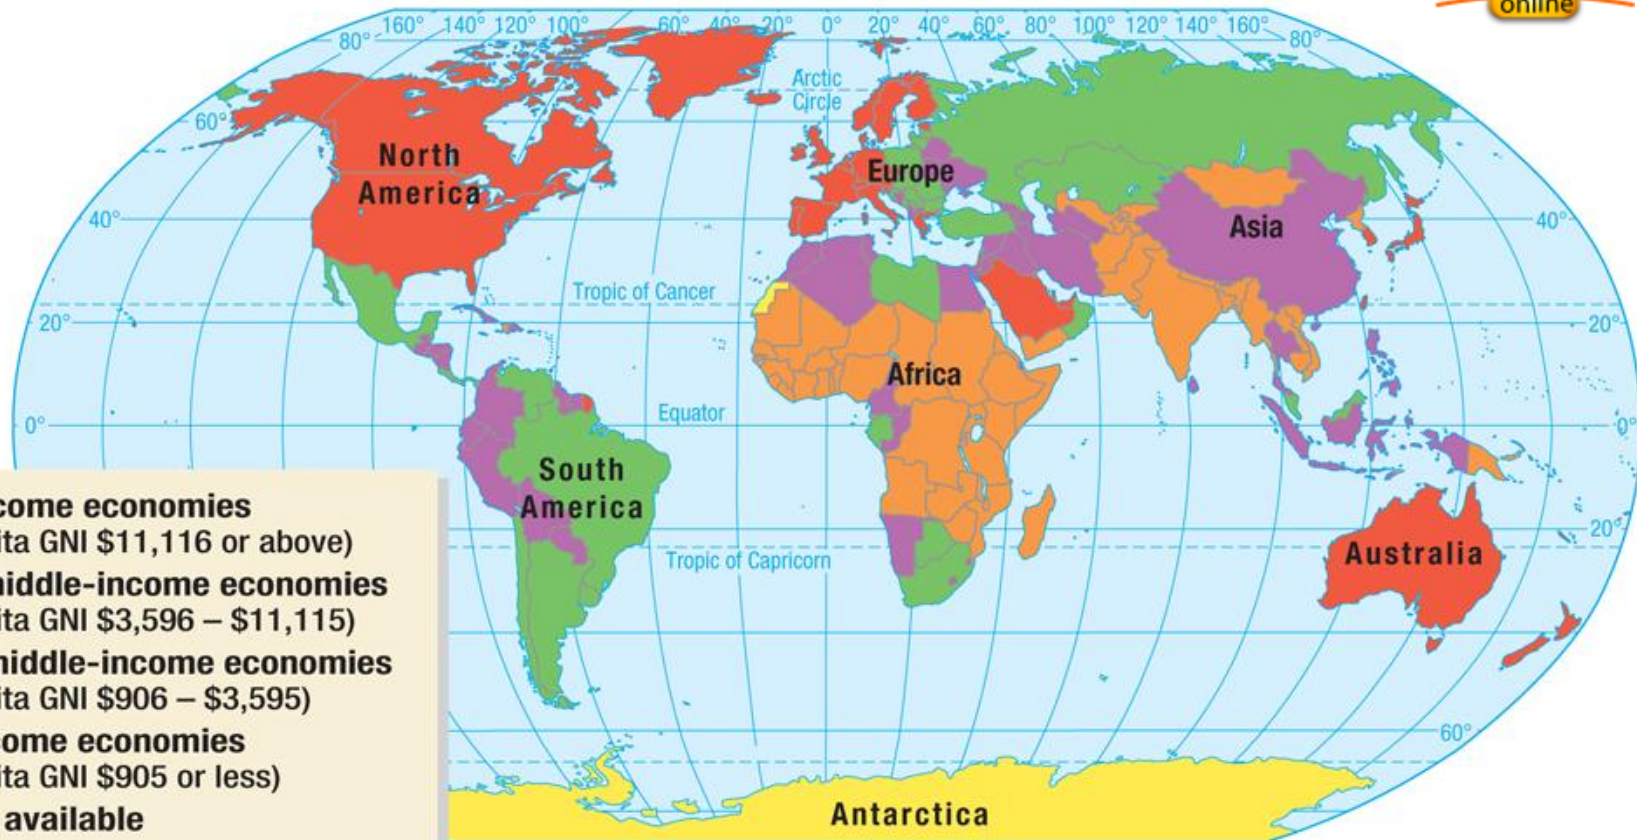 online
160° 140° 120° 100° 60° 40° 20° 0° 20° 40° 60° 80° 100° 120° 140° 160°
80° 80°
Arctic
Circle
60°
North
America
Europe
Asia
40° 40°
Tropic of Cancer
20° 20°
Africa
Equator
0° 0°
South
America
20°
Tropic of Capricorn
Australia
come economies
ita GNI $11,116 or above)
iddle-income economies
ita GNI $3,596 – $11,115)
iddle-income economies
ita GNI $906 – $3,595)
come economies
ita GNI $905 or less)
available
60°
Antarctica